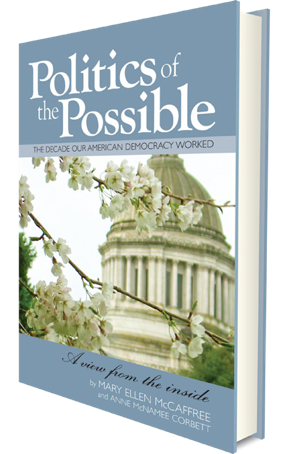 Politics of
the Possible
THE DECADE OUR AMERICAN DEMOCRACY WORKED
A view from the inside
by MARY ELLEN McCAFFREE
and ANNE McNAMEE CORBETT